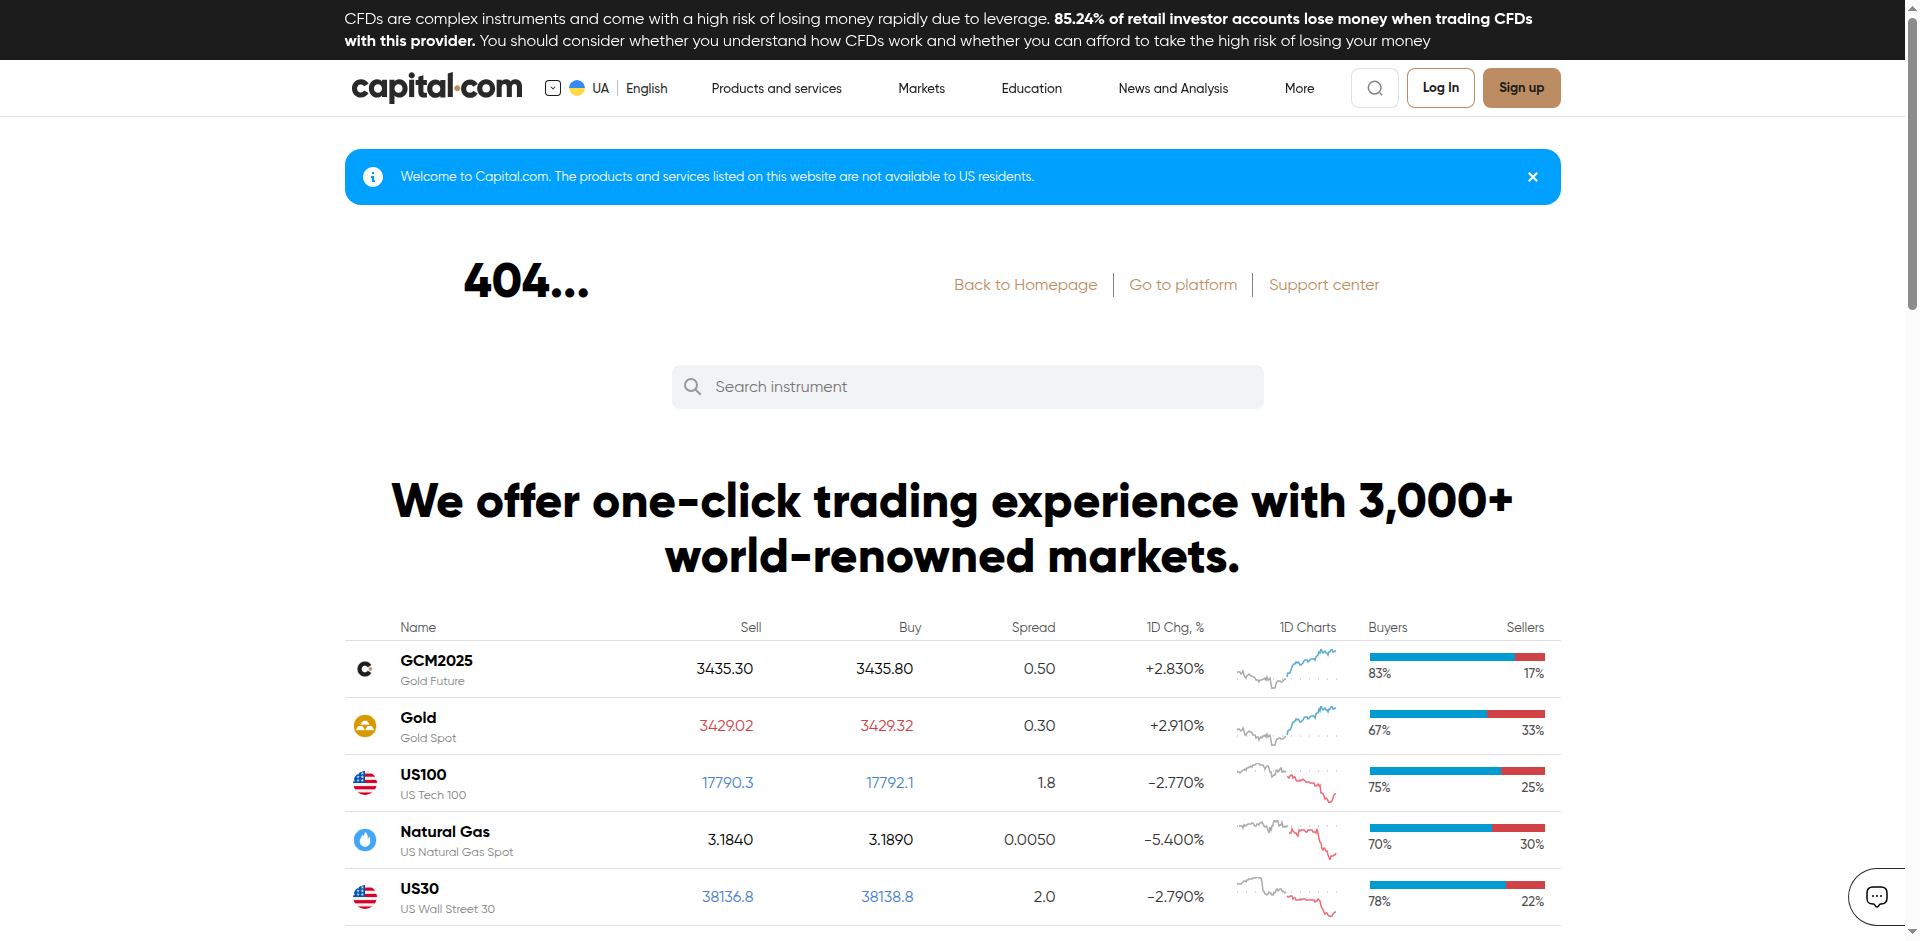 CFDs are complex instruments and come with a high risk of losing money rapidly due to leverage. 85.24% of retail investor accounts lose money when trading CFDs
with this provider. You should consider whether you understand how CFDs work and whether you can afford to take the high risk of losing your money
capital.com UA English Products and services Markets Education News and Analysis More Log In Sign up
Welcome to Capital.com. The products and services listed on this website are not available to US residents.
404... Back to Homepage Go to platform Support center
Search instrument
We offer one-click trading experience with 3,000+
world-renowned markets.
Name Sell Buy Spread 1D Chg, % 1D Charts Buyers Sellers
GCM2025 3435.30 3435.80 0.50 +2.830% 83% 17%
Gold Future
Gold 3429.02 3429.32 0.30 +2.910% 67% 33%
Gold Spot
US100 17790.3 17792.1 1.8 -2.770% 75% 25%
US Tech 100
Natural Gas 3.1840 3.1890 0.0050 -5.400% 70% 30%
US Natural Gas Spot
US30 38136.8 38138.8 2.0 -2.790% 78% 22%
US Wall Street 30